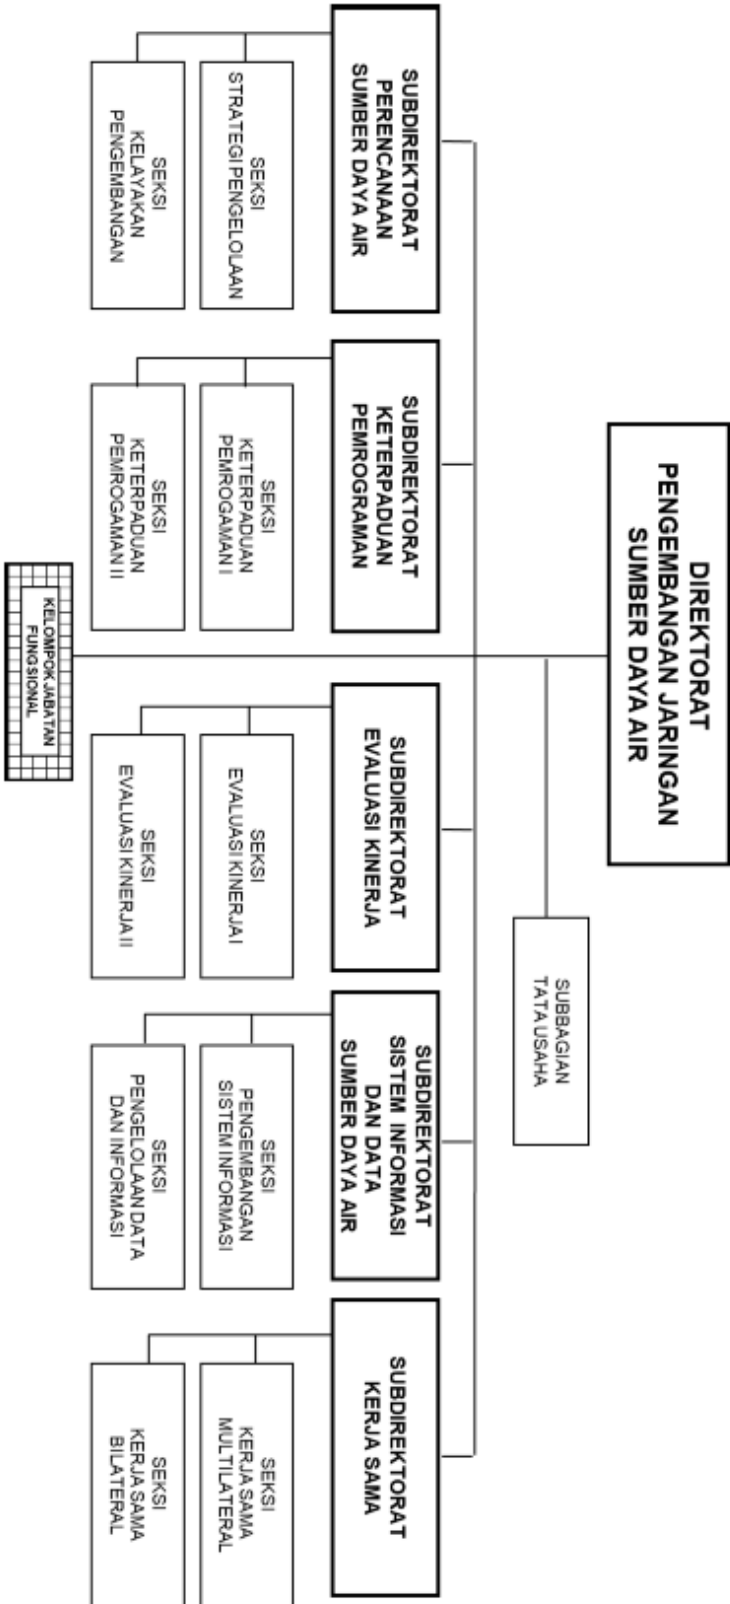 DIREKTORAT
PENGEMBANGAN JARINGAN
SUMBER DAYA AIR
SUBBAGIAN
TATA USAHA
SUBDIREKTORAT
PERENCANAAN
SUMBER DAYA AIR
SEKSI
STRATEGI PENGELOLAAN
SEKSI
KELAYAKAN
PENGEMBANGAN
SUBDIREKTORAT
KETERPADUAN
PEMROGRAMAN
SEKSI
KETERPADUAN
PEMROGAMAN I
SEKSI
KETERPADUAN
PEMROGAMAN II
SUBDIREKTORAT
EVALUASI KINERJA
SEKSI
EVALUASI KINERJA I
SEKSI
EVALUASI KINERJA II
SUBDIREKTORAT
SISTEM INFORMASI
DAN DATA
SUMBER DAYA AIR
SEKSI
PENGEMBANGAN
SISTEM INFORMASI
SEKSI
PENGELOLAAN DATA
DAN INFORMASI
SUBDIREKTORAT
KERJA SAMA
SEKSI
KERJA SAMA
MULTILATERAL
SEKSI
KERJA SAMA
BILATERAL
KELOMPOK JABATAN
FUNGSIONAL